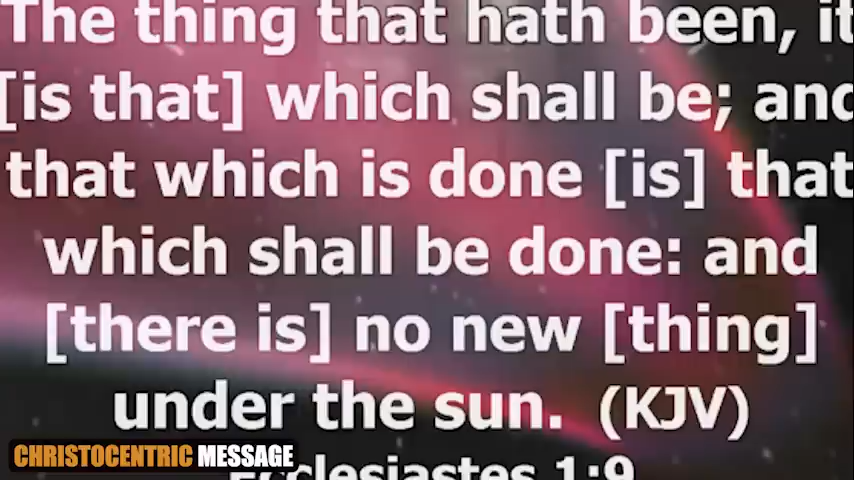 The thing that hath been, it
[is that] which shall be; and
that which is done [is] that
which shall be done: and
[there is] no new [thing]
under the sun. (KJV)
Ecclesiastes 1:9
CHRISTOCENTRIC MESSAGE